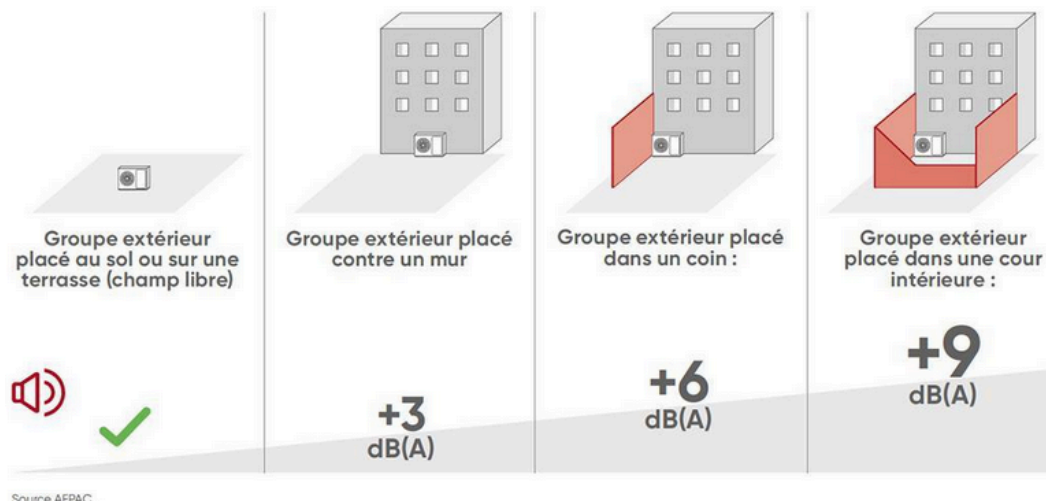 Groupe extérieur
placé au sol ou sur une
terrasse (champ libre)
Groupe extérieur placé
contre un mur
+3
dB(A)
Groupe extérieur placé
dans un coin :
+6
dB(A)
Groupe extérieur
placé dans une cour
intérieure :
+9
dB(A)
Source AFPAC